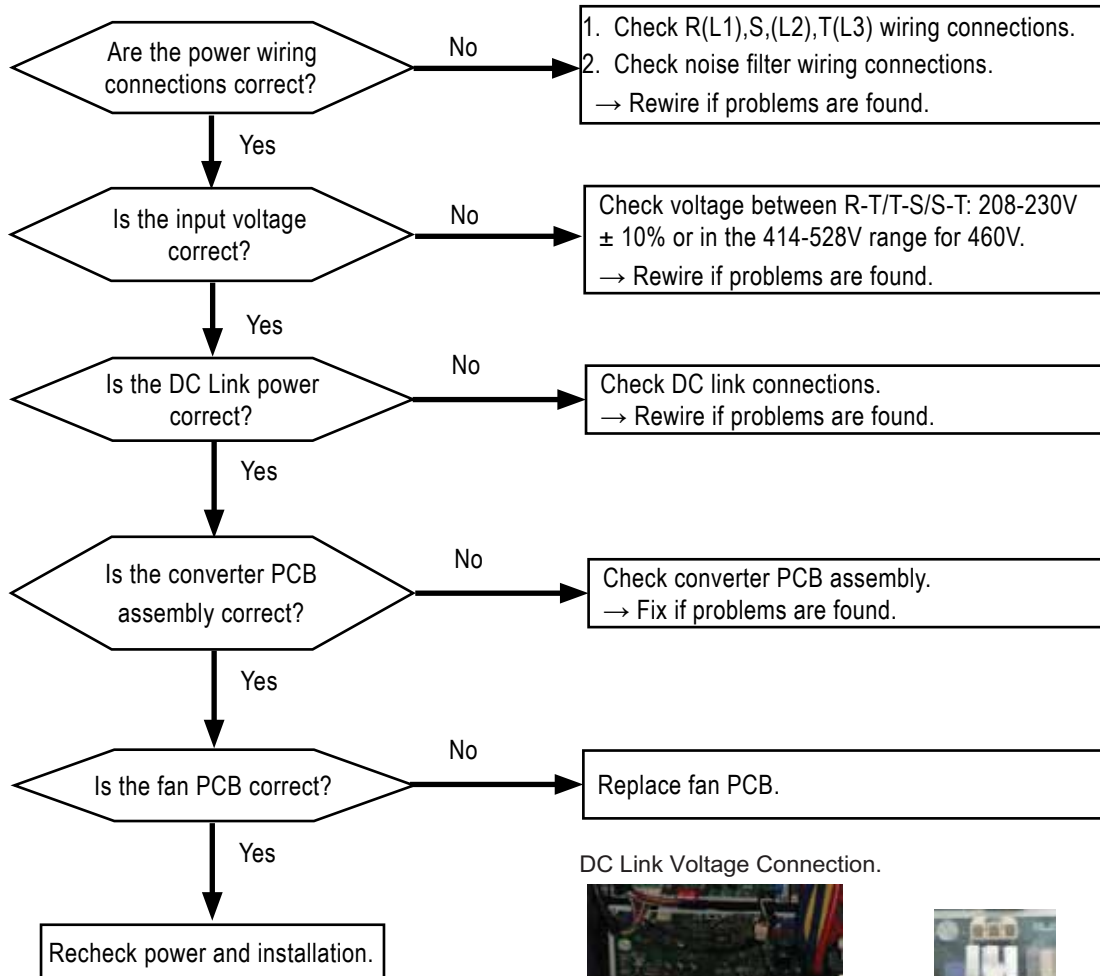 Are the power wiring
connections correct?
No
1. Check R(L1),S,(L2),T(L3) wiring connections.
2. Check noise filter wiring connections.
→ Rewire if problems are found.
Yes
Is the input voltage
correct?
No
Check voltage between R-T/T-S/S-T: 208-230V
± 10% or in the 414-528V range for 460V.
→ Rewire if problems are found.
Yes
Is the DC Link power
correct?
No
Check DC link connections.
→ Rewire if problems are found.
Yes
Is the converter PCB
assembly correct?
No
Check converter PCB assembly.
→ Fix if problems are found.
Yes
Is the fan PCB correct?
No
Replace fan PCB.
Yes
DC Link Voltage Connection.
Recheck power and installation.